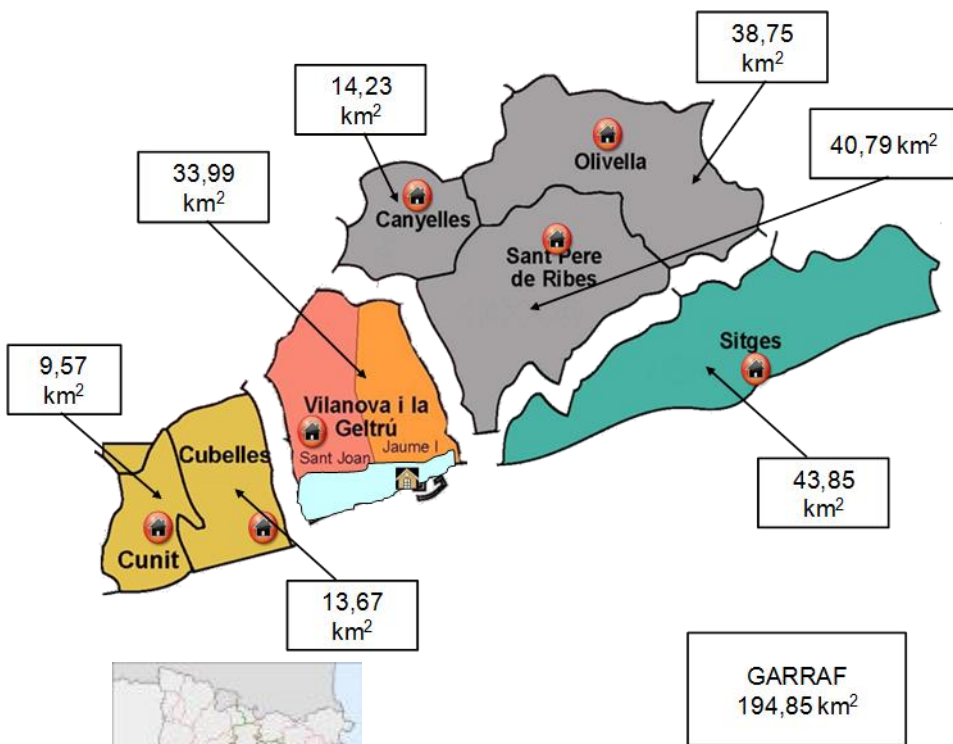 38,75
km²
14,23
km²
40,79 km²
33,99
km²
Olivella
Canyelles
Sant Pere
de Ribes
9,57
km²
Sitges
Vilanova i la
Geltrú
Sant Joan
Jaume I
Cubelles
Cunit
43,85
km²
13,67
km²
GARRAF
194,85 km²